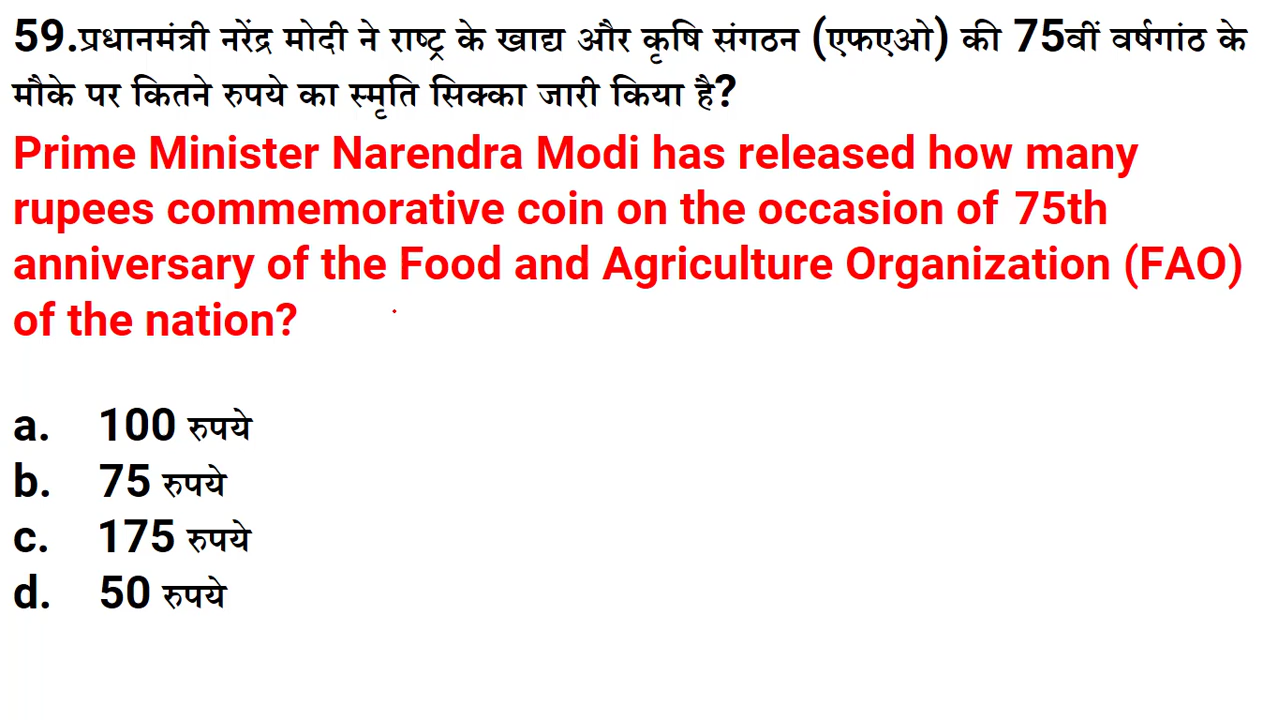 59.प्रधानमंत्री नरेंद्र मोदी ने राष्ट्र के खाद्य और कृषि संगठन (एफएओ) की 75वीं वर्षगांठ के
मौके पर कितने रुपये का स्मृति सिक्का जारी किया है?
Prime Minister Narendra Modi has released how many
rupees commemorative coin on the occasion of 75th
anniversary of the Food and Agriculture Organization (FAO)
of the nation?
a. 100 रुपये
b. 75 रुपये
c. 175 रुपये
d. 50 रुपये